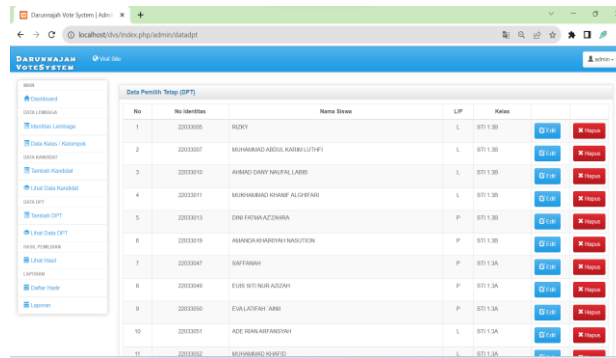 Darunnajah Vote System | Admi
localhost/dvs/index.php/admin/datadpt
DARUNNAJAH
VOTESYSTEM
Visit Site
admin
MAIN
Dashboard
DATA LEMBAGA
Identitas Lembaga
Data Kelas / Kelompok
DATA KANDIDAT
Tambah Kandidat
Lihat Data Kandidat
DATA DPT
Tambah DPT
Lihat Data DPT
HASIL PEMILIHAN
Lihat Hasil
LAPORAN
Daftar Hadir
Laporan
Data Pemilih Tetap (DPT)
No No Identitas Nama Siswa L/P Kelas
1 22033005 RIZKY L STI 1.3B Edit Hapus
2 22033007 MUHAMMAD ABDUL KARIM LUTHFI L STI 1.3B Edit Hapus
3 22033010 AHMAD DANY NAUFAL LABIB L STI 1.3B Edit Hapus
4 22033011 MUKHAMMAD KHANIF ALGHIFARI L STI 1.3B Edit Hapus
5 22033013 DINI FATMA AZ'ZAHRA P STI 1.3B Edit Hapus
6 22033019 AMANDA KHAIRIYAH NASUTION P STI 1.3B Edit Hapus
7 22033047 SAFFANAH P STI 1.3A Edit Hapus
8 22033049 EUIS SITI NUR AZIZAH P STI 1.3A Edit Hapus
9 22033050 EVA LATIFAH `AINII P STI 1.3A Edit Hapus
10 22033051 ADE RIAN ARFANSYAH L STI 1.3A Edit Hapus
11 22033052 MUHAMMAD KHAFID L STI 1.3A